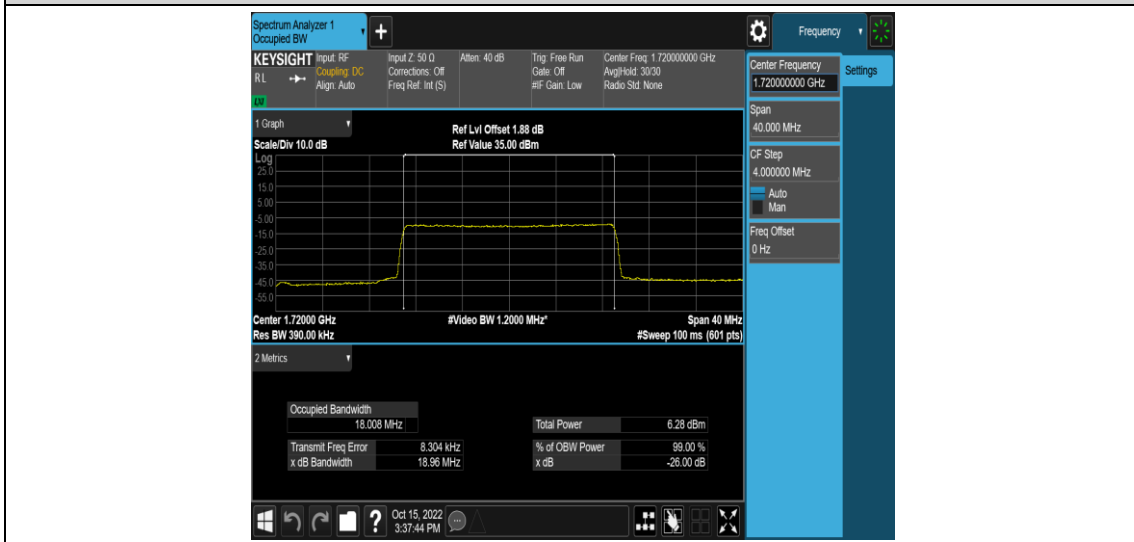 Spectrum Analyzer 1
Occupied BW
+
Frequency
KEYSIGHT
RL
LNI
Input: RF
Coupling: DC
Align: Auto
Input Z: 50 Ω
Corrections: Off
Freq Ref: Int (S)
Atten: 40 dB
Trig: Free Run
Gate: Off
#IF Gain: Low
Center Freq: 1.720000000 GHz
Avg|Hold: 30/30
Radio Std: None
Center Frequency
1.720000000 GHz
Settings
Span
40.000 MHz
CF Step
4.000000 MHz
Auto
Man
Freq Offset
0 Hz
1 Graph
Scale/Div 10.0 dB
Ref Lvl Offset 1.88 dB
Ref Value 35.00 dBm
Log
25.0
15.0
5.00
-5.00
-15.0
-25.0
-35.0
-45.0
-55.0
Center 1.72000 GHz
Res BW 390.00 kHz
#Video BW 1.2000 MHz*
Span 40 MHz
#Sweep 100 ms (601 pts)
2 Metrics
Occupied Bandwidth
18.008 MHz
Transmit Freq Error 8.304 kHz
x dB Bandwidth 18.96 MHz
Total Power 6.28 dBm
% of OBW Power 99.00 %
x dB -26.00 dB
?
Oct 15, 2022
3:37:44 PM